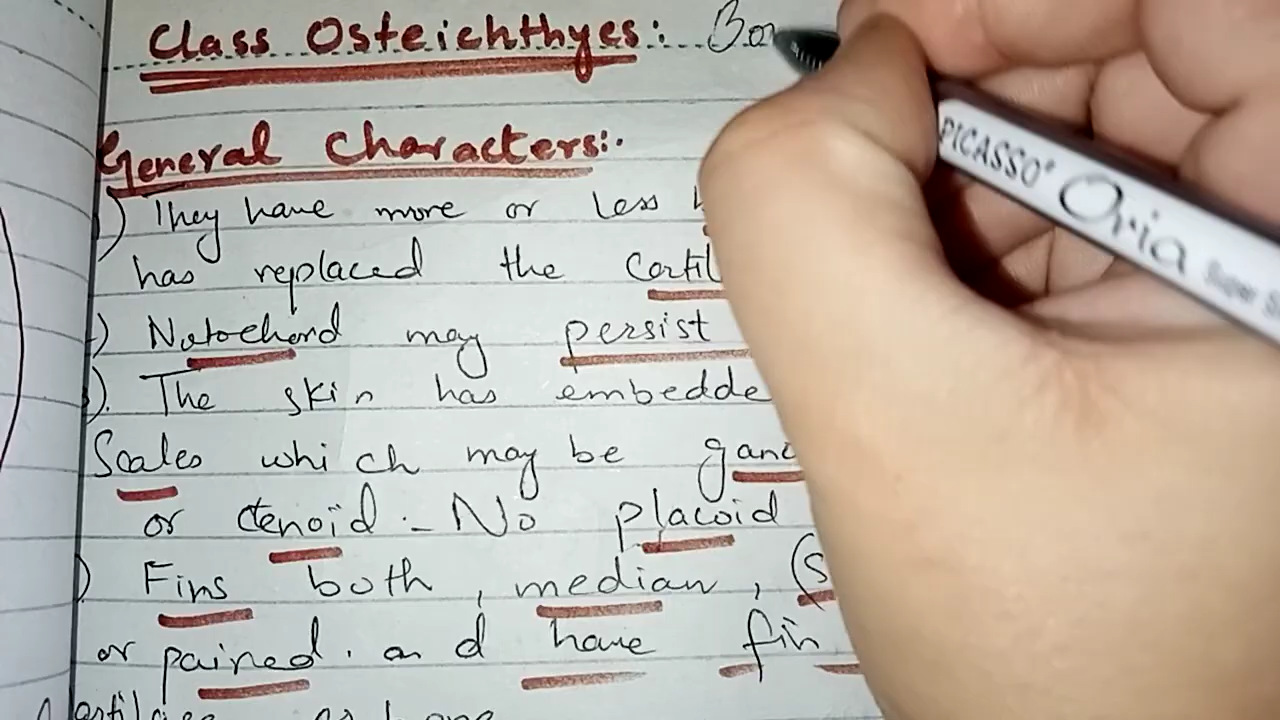 Class Osteichthyes: Bon
General Characters:.
) They have more or less
has replaced the Cartil
) Notochord may persist
). The skin has embedde
Scales which may be gano
or ctenoid - No placoid
) Fins both, median, (S
or paired. and have fin
PICASSO Oria Super S